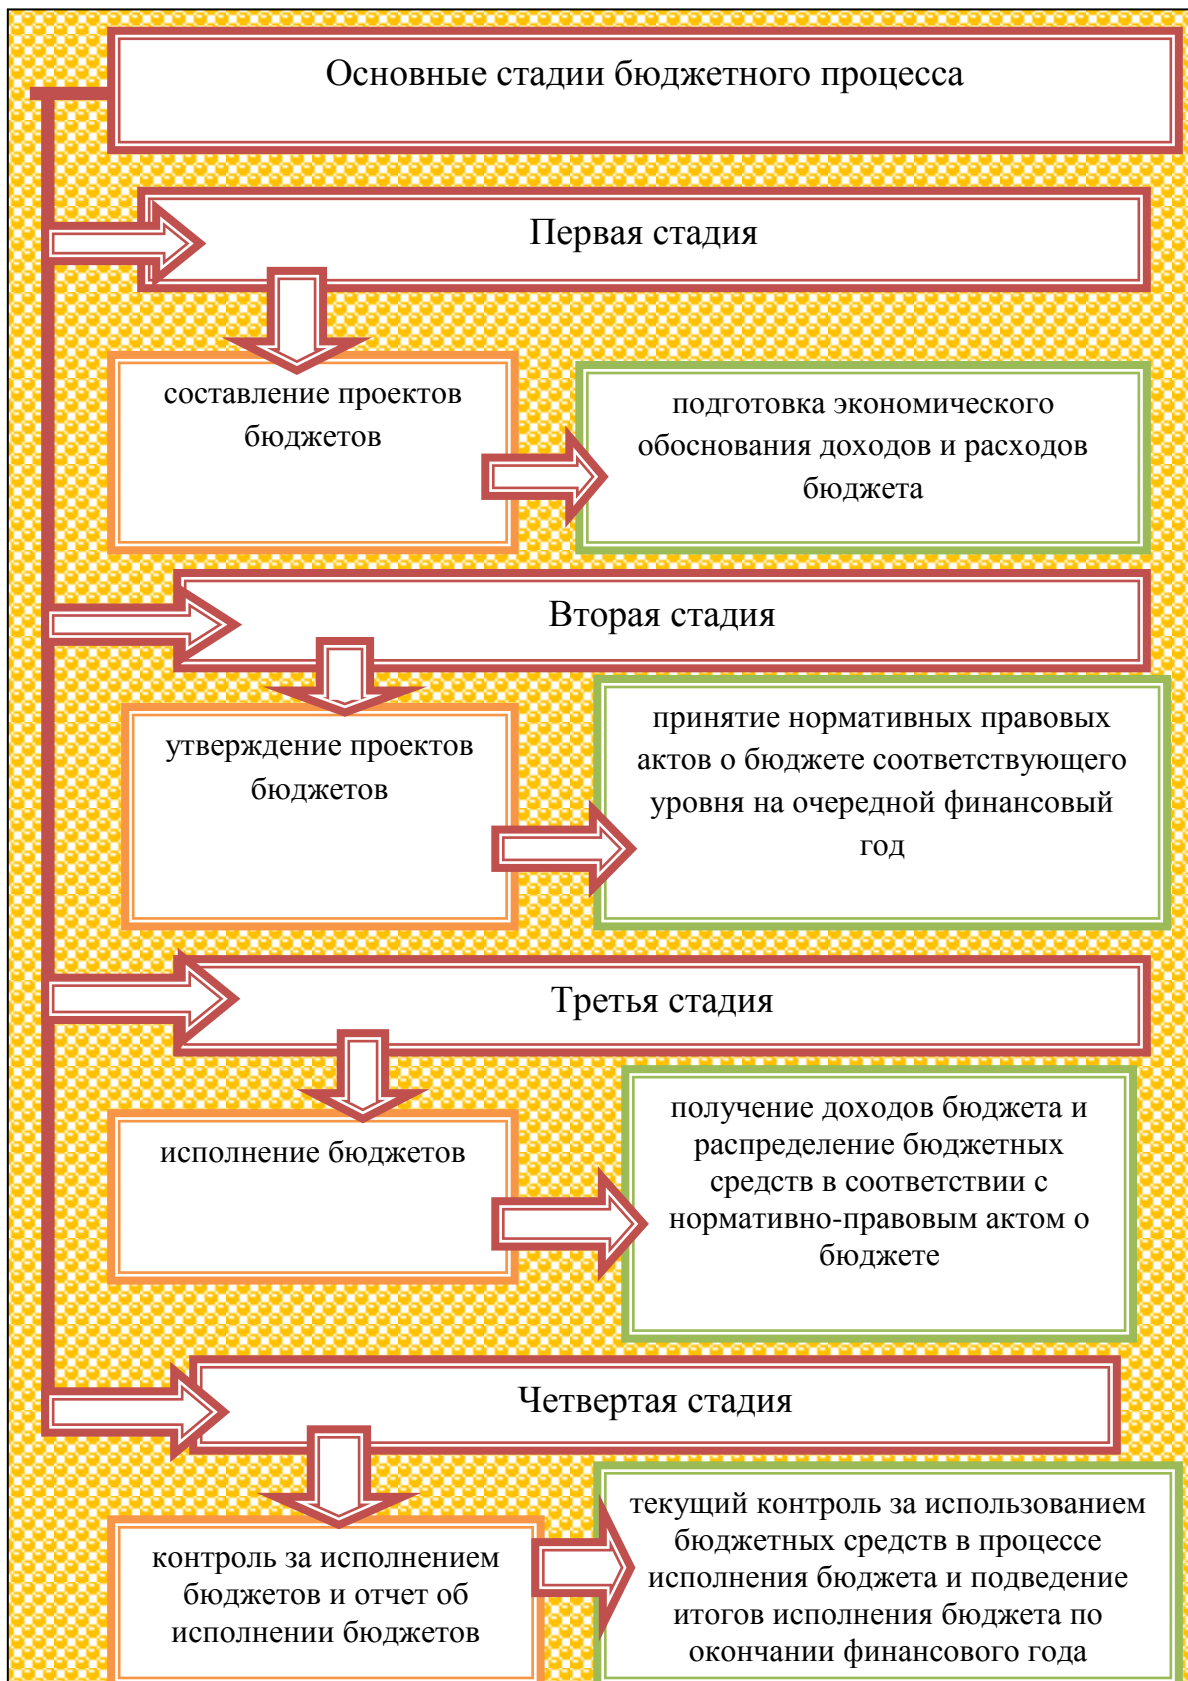 Основные стадии бюджетного процесса
Первая стадия
составление проектов
бюджетов
подготовка экономического
обоснования доходов и расходов
бюджета
Вторая стадия
утверждение проектов
бюджетов
принятие нормативных правовых
актов о бюджете соответствующего
уровня на очередной финансовый
год
Третья стадия
исполнение бюджетов
получение доходов бюджета и
распределение бюджетных
средств в соответствии с
нормативно-правовым актом о
бюджете
Четвертая стадия
контроль за исполнением
бюджетов и отчет об
исполнении бюджетов
текущий контроль за использованием
бюджетных средств в процессе
исполнения бюджета и подведение
итогов исполнения бюджета по
окончании финансового года